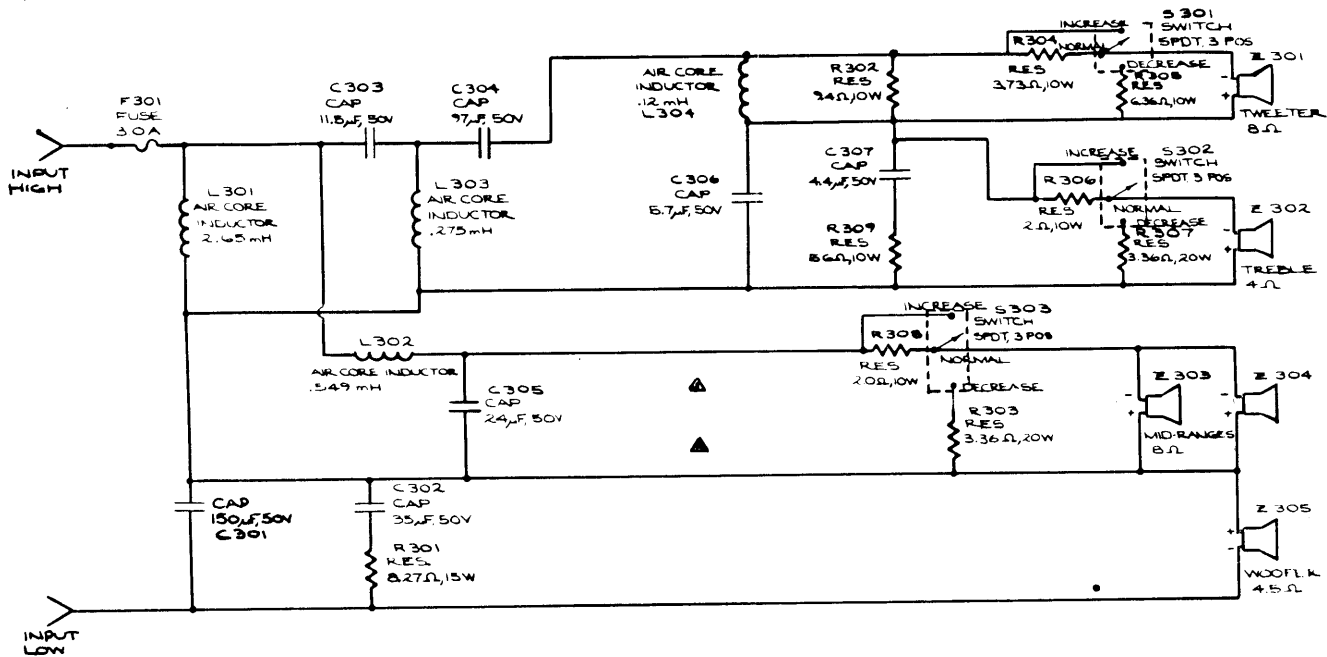 F301
FUSE
3.0A
INPUT
HIGH
L301
AIR CORE
INDUCTOR
2.65mH
C303
CAP
11.8µF, 50V
C304
CAP
97µF, 50V
L303
AIR CORE
INDUCTOR
.275mH
AIR CORE
INDUCTOR
.12 mH
L304
R302
RES
24Ω,10W
C306
CAP
5.7µF, 50V
C307
CAP
4.4µF, 50V
R309
RES
8.6Ω,10W
INCREASE
S301
SWITCH
SPDT, 3 POS
R304
NORMAL
RES
3.73Ω,10W
DECREASE
R305
RES
6.36Ω,10W
Z 301
TWEETER
8Ω
INCREASE
S302
SWITCH
SPDT, 3 POS
R306
RES
2Ω,10W
NORMAL
DECREASE
R307
RES
3.36Ω, 20W
Z 302
TREBLE
4Ω
L302
AIR CORE INDUCTOR
.549 mH
C305
CAP
24µF, 50V
INCREASE
S303
SWITCH
SPDT, 3 POS
R308
RES
2.0Ω,10W
NORMAL
DECREASE
R303
RES
3.36Ω, 20W
Z 303
Z 304
MID-RANGES
8Ω
CAP
150µF, 50V
C301
C302
CAP
35µF, 50V
R301
RES.
8.27Ω, 15W
Z 305
WOOFER
4.5Ω
INPUT
LOW